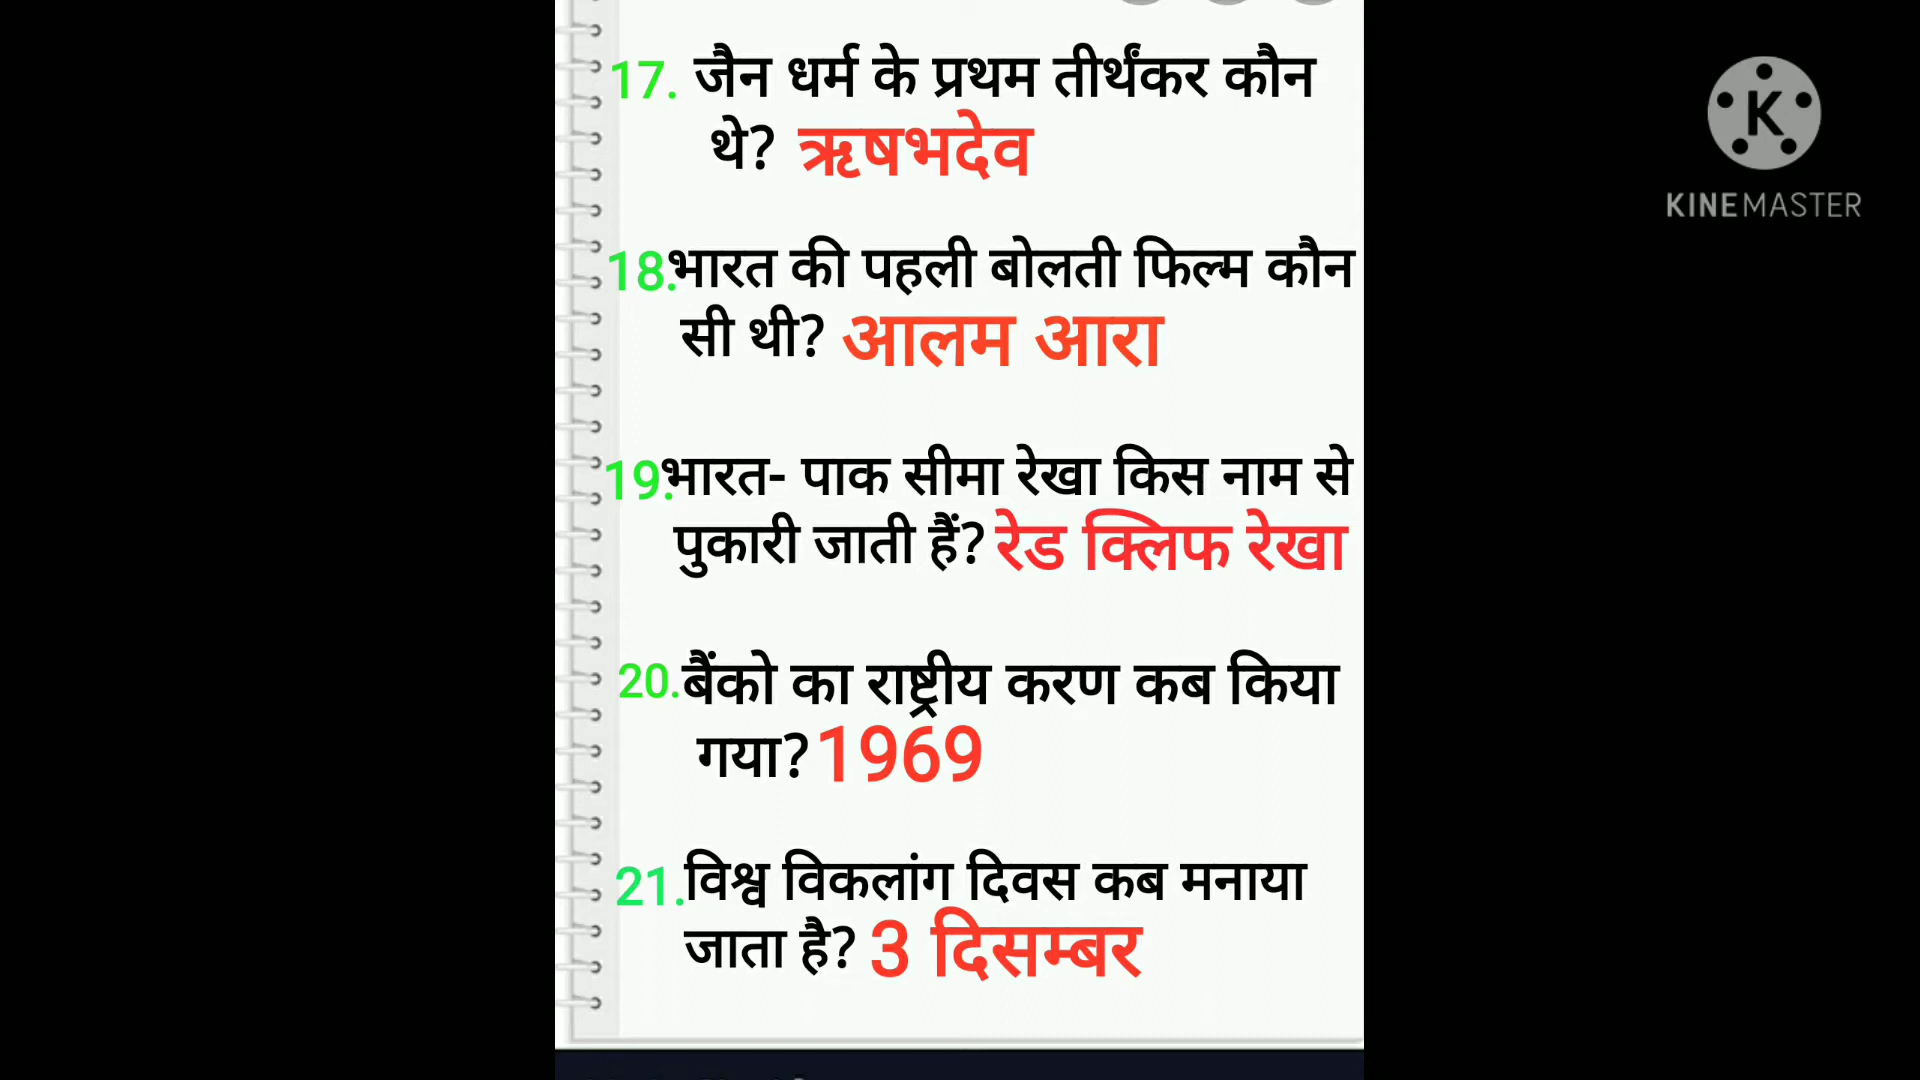 17. जैन धर्म के प्रथम तीर्थंकर कौन
थे? ऋषभदेव
18.भारत की पहली बोलती फिल्म कौन
सी थी? आलम आरा
19.भारत- पाक सीमा रेखा किस नाम से
पुकारी जाती हैं? रेड क्लिफ रेखा
20.बैंको का राष्ट्रीय करण कब किया
गया? 1969
21.विश्व विकलांग दिवस कब मनाया
जाता है? 3 दिसम्बर
K
KINEMASTER